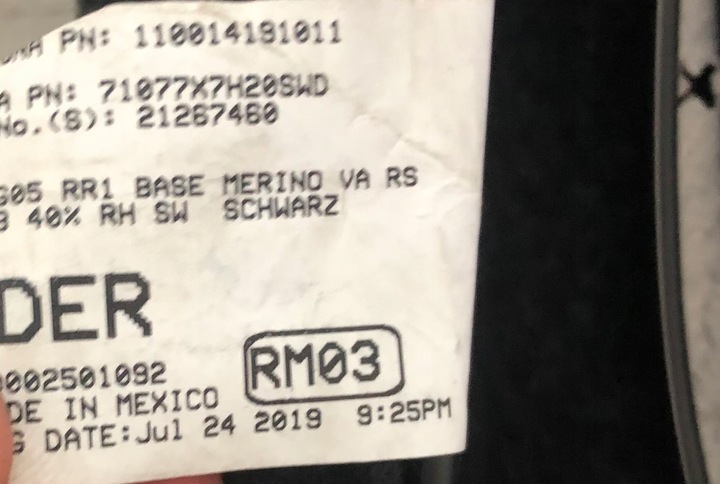 PN: 110014191011
PN: 71077X7H20SWD
No.(S): 21267460
G05 RR1 BASE MERINO VA RS
40% RH SW SCHWARZ
DER
0002501092
RM03
DE IN MEXICO
DATE:Jul 24 2019 9:25PM